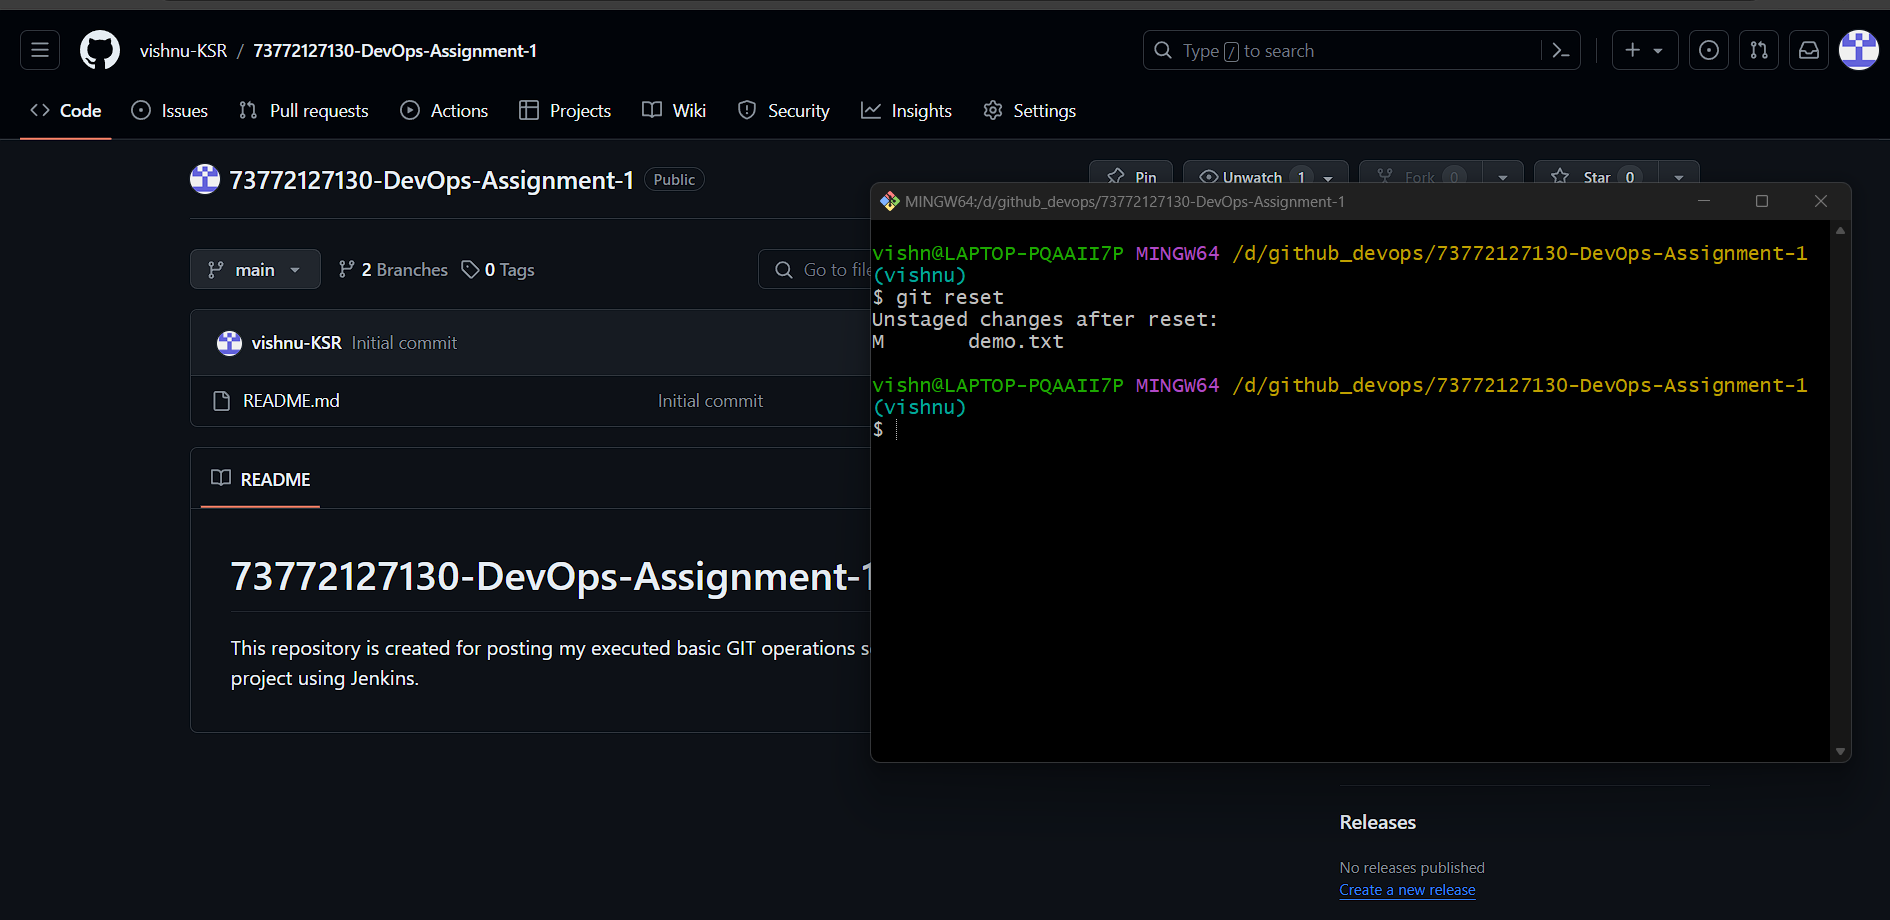 vishnu-KSR / 73772127130-DevOps-Assignment-1
Type / to search
Code Issues Pull requests Actions Projects Wiki Security Insights Settings
73772127130-DevOps-Assignment-1 Public
Pin Unwatch 1 Fork 0 Star 0
main 2 Branches 0 Tags Go to file
vishnu-KSR Initial commit
README.md Initial commit
README
73772127130-DevOps-Assignment-1
This repository is created for posting my executed basic GIT operations
project using Jenkins.
MINGW64:/d/github_devops/73772127130-DevOps-Assignment-1
vishn@LAPTOP-PQAAII7P MINGW64 /d/github_devops/73772127130-DevOps-Assignment-1
(vishnu)
$ git reset
Unstaged changes after reset:
M demo.txt
vishn@LAPTOP-PQAAII7P MINGW64 /d/github_devops/73772127130-DevOps-Assignment-1
(vishnu)
$
Releases
No releases published
Create a new release